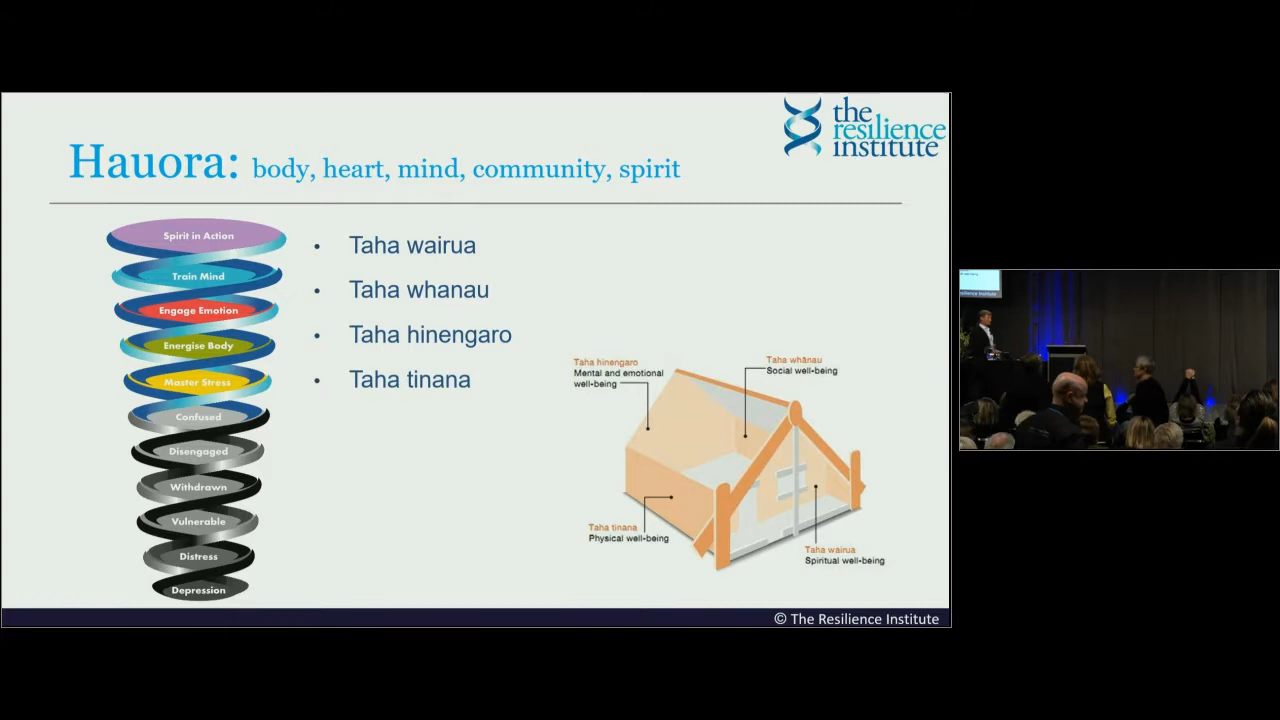 the
resilience
institute
Hauora: body, heart, mind, community, spirit
Spirit in Action
Train Mind
Engage Emotion
Energise Body
Master Stress
Confused
Disengaged
Withdrawn
Vulnerable
Distress
Depression
• Taha wairua
• Taha whanau
• Taha hinengaro
• Taha tinana
Taha hinengaro
Mental and emotional
well-being
Taha whānau
Social well-being
Taha tinana
Physical well-being
Taha wairua
Spiritual well-being
© The Resilience Institute